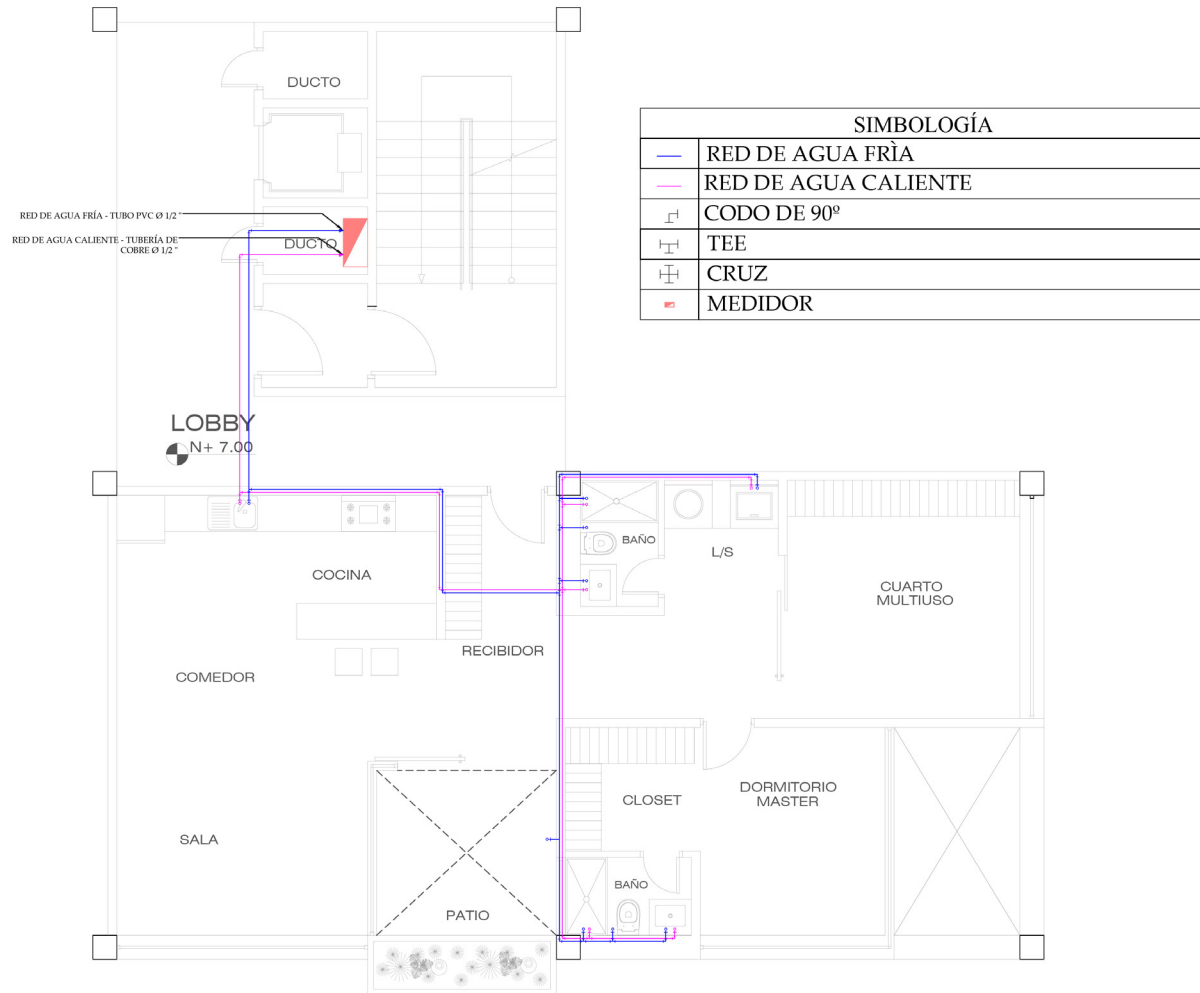 DUCTO
SIMBOLOGÍA
RED DE AGUA FRÌA
RED DE AGUA CALIENTE
CODO DE 90º
TEE
CRUZ
MEDIDOR
RED DE AGUA FRÍA - TUBO PVC Ø 1/2 "
RED DE AGUA CALIENTE - TUBERÍA DE
COBRE Ø 1/2 "
DUCTO
LOBBY
N+ 7.00
BAÑO
L/S
COCINA
CUARTO
MULTIUSO
RECIBIDOR
COMEDOR
DORMITORIO
MASTER
CLOSET
SALA
BAÑO
PATIO